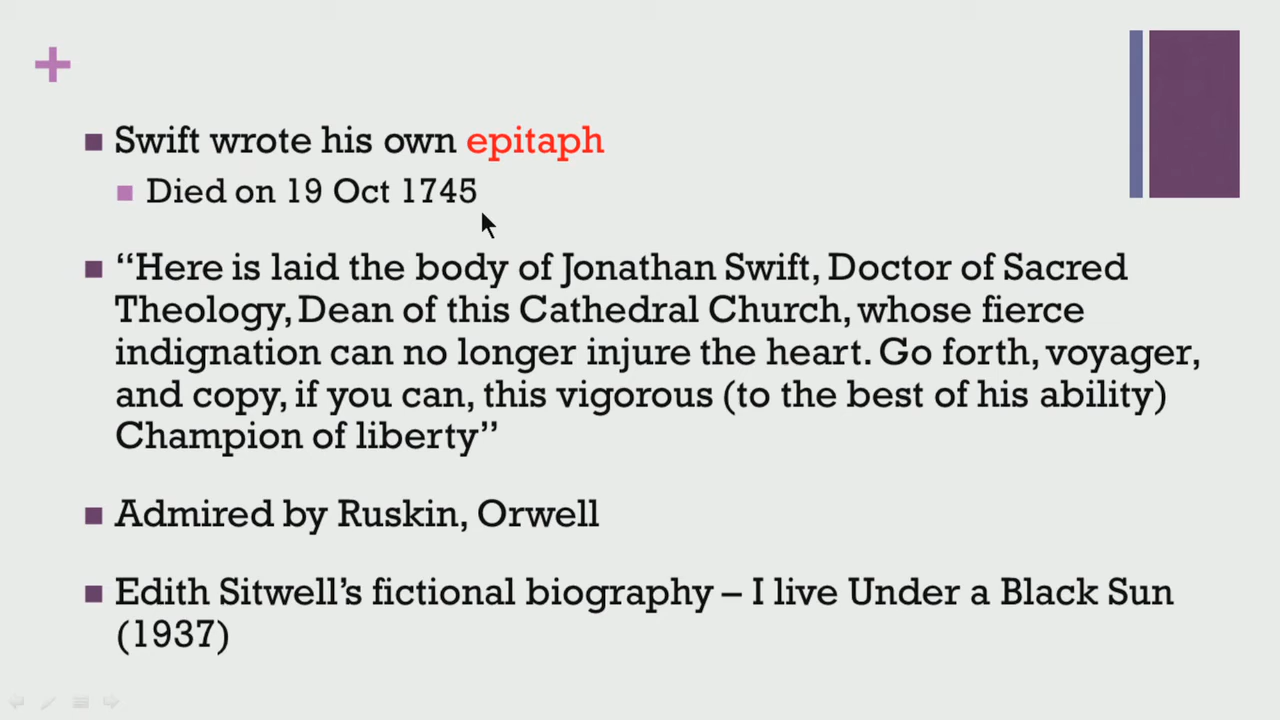 Swift wrote his own epitaph
Died on 19 Oct 1745
“Here is laid the body of Jonathan Swift, Doctor of Sacred
Theology, Dean of this Cathedral Church, whose fierce
indignation can no longer injure the heart. Go forth, voyager,
and copy, if you can, this vigorous (to the best of his ability)
Champion of liberty”
Admired by Ruskin, Orwell
Edith Sitwell’s fictional biography – I live Under a Black Sun
(1937)